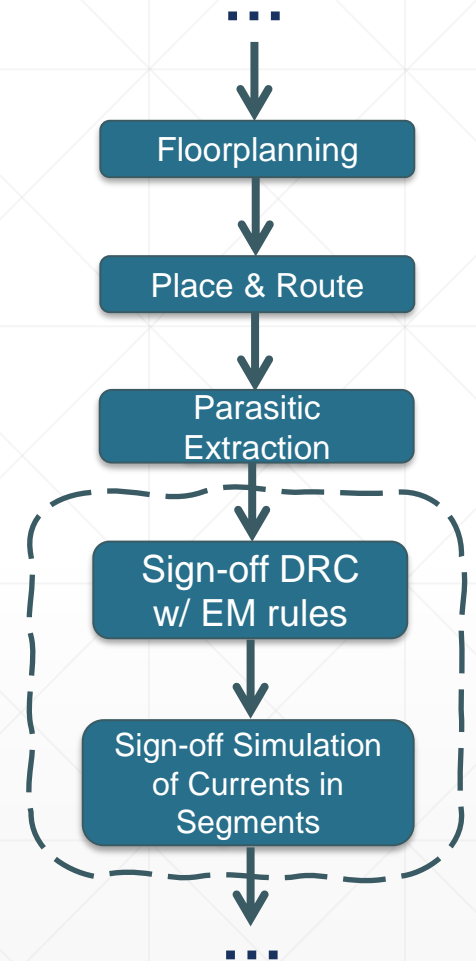 ...
Floorplanning
Place & Route
Parasitic
Extraction
Sign-off DRC
w/ EM rules
Sign-off Simulation
of Currents in
Segments
...